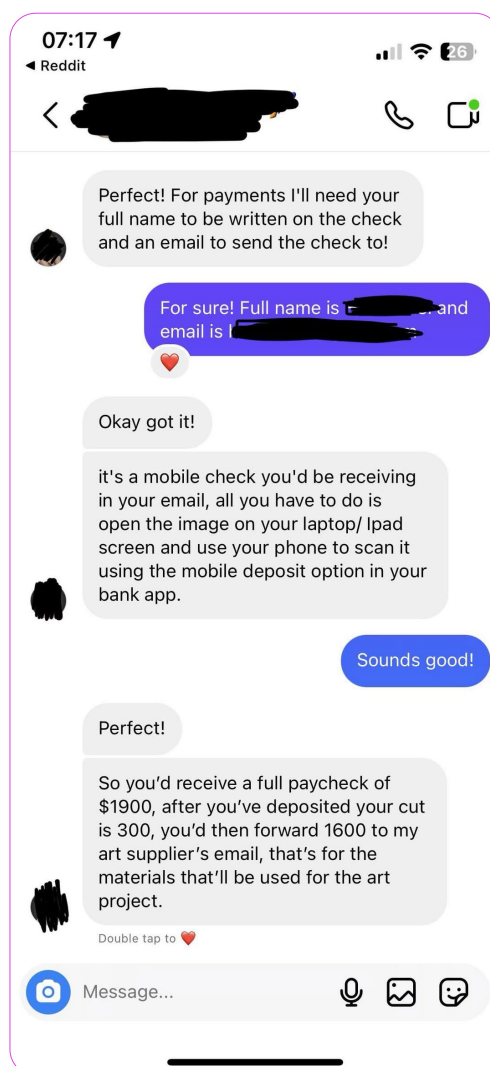 07:17
26
◀ Reddit
Perfect! For payments I'll need your
full name to be written on the check
and an email to send the check to!
For sure! Full name is and
email is
Okay got it!
it's a mobile check you'd be receiving
in your email, all you have to do is
open the image on your laptop/ Ipad
screen and use your phone to scan it
using the mobile deposit option in your
bank app.
Sounds good!
Perfect!
So you’d receive a full paycheck of
$1900, after you’ve deposited your cut
is 300, you’d then forward 1600 to my
art supplier’s email, that’s for the
materials that’ll be used for the art
project.
Double tap to ❤️
Message...